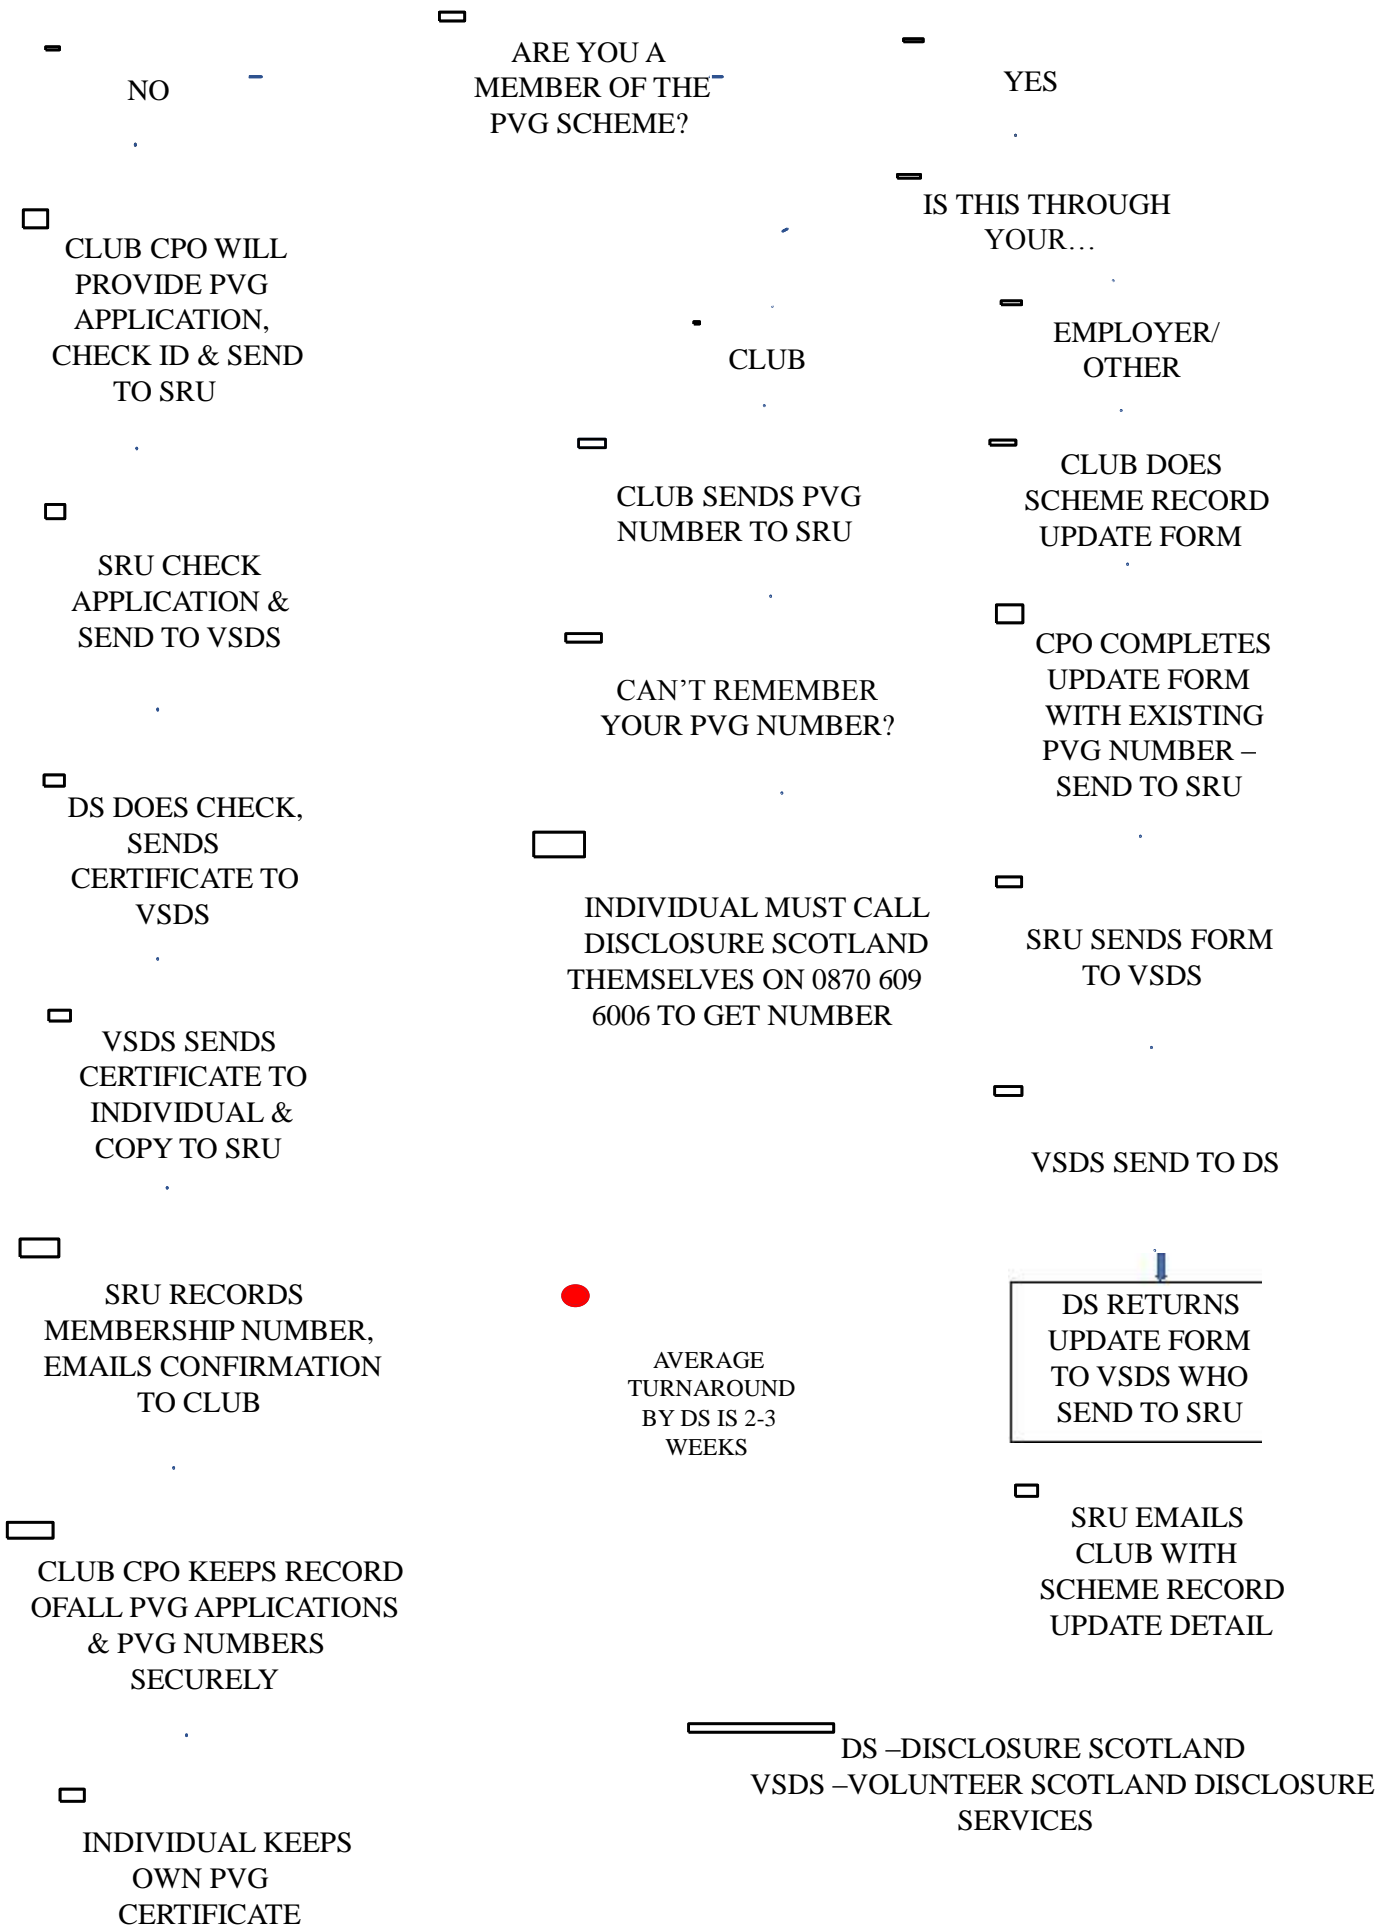 ARE YOU A
MEMBER OF THE
PVG SCHEME?
NO
YES
CLUB CPO WILL
PROVIDE PVG
APPLICATION,
CHECK ID & SEND
TO SRU
SRU CHECK
APPLICATION &
SEND TO VSDS
DS DOES CHECK,
SENDS
CERTIFICATE TO
VSDS
VSDS SENDS
CERTIFICATE TO
INDIVIDUAL &
COPY TO SRU
SRU RECORDS
MEMBERSHIP NUMBER,
EMAILS CONFIRMATION
TO CLUB
CLUB CPO KEEPS RECORD
OFALL PVG APPLICATIONS
& PVG NUMBERS
SECURELY
INDIVIDUAL KEEPS
OWN PVG
CERTIFICATE
IS THIS THROUGH
YOUR…
CLUB
CLUB SENDS PVG
NUMBER TO SRU
CAN’T REMEMBER
YOUR PVG NUMBER?
INDIVIDUAL MUST CALL
DISCLOSURE SCOTLAND
THEMSELVES ON 0870 609
6006 TO GET NUMBER
AVERAGE
TURNAROUND
BY DS IS 2-3
WEEKS
EMPLOYER/
OTHER
CLUB DOES
SCHEME RECORD
UPDATE FORM
CPO COMPLETES
UPDATE FORM
WITH EXISTING
PVG NUMBER –
SEND TO SRU
SRU SENDS FORM
TO VSDS
VSDS SEND TO DS
DS RETURNS
UPDATE FORM
TO VSDS WHO
SEND TO SRU
SRU EMAILS
CLUB WITH
SCHEME RECORD
UPDATE DETAIL
DS –DISCLOSURE SCOTLAND
VSDS –VOLUNTEER SCOTLAND DISCLOSURE
SERVICES